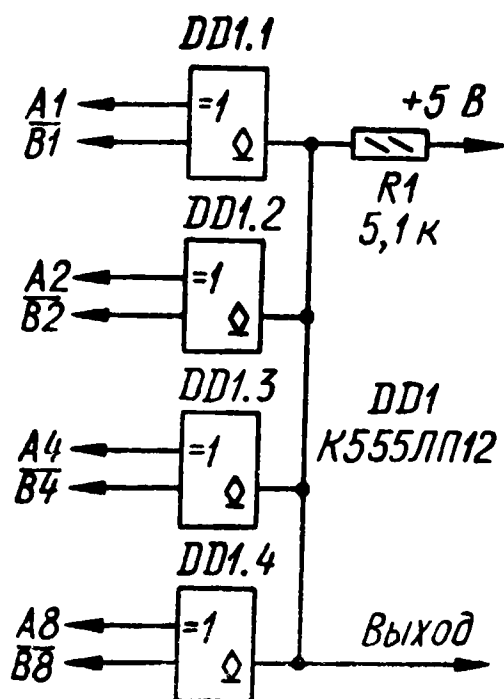 DD1.1
A1
B1
=1
+5 В
R1
5,1 к
DD1.2
A2
B2
=1
DD1.3
A4
B4
=1
DD1
К555ЛП12
DD1.4
A8
B8
=1
Выход